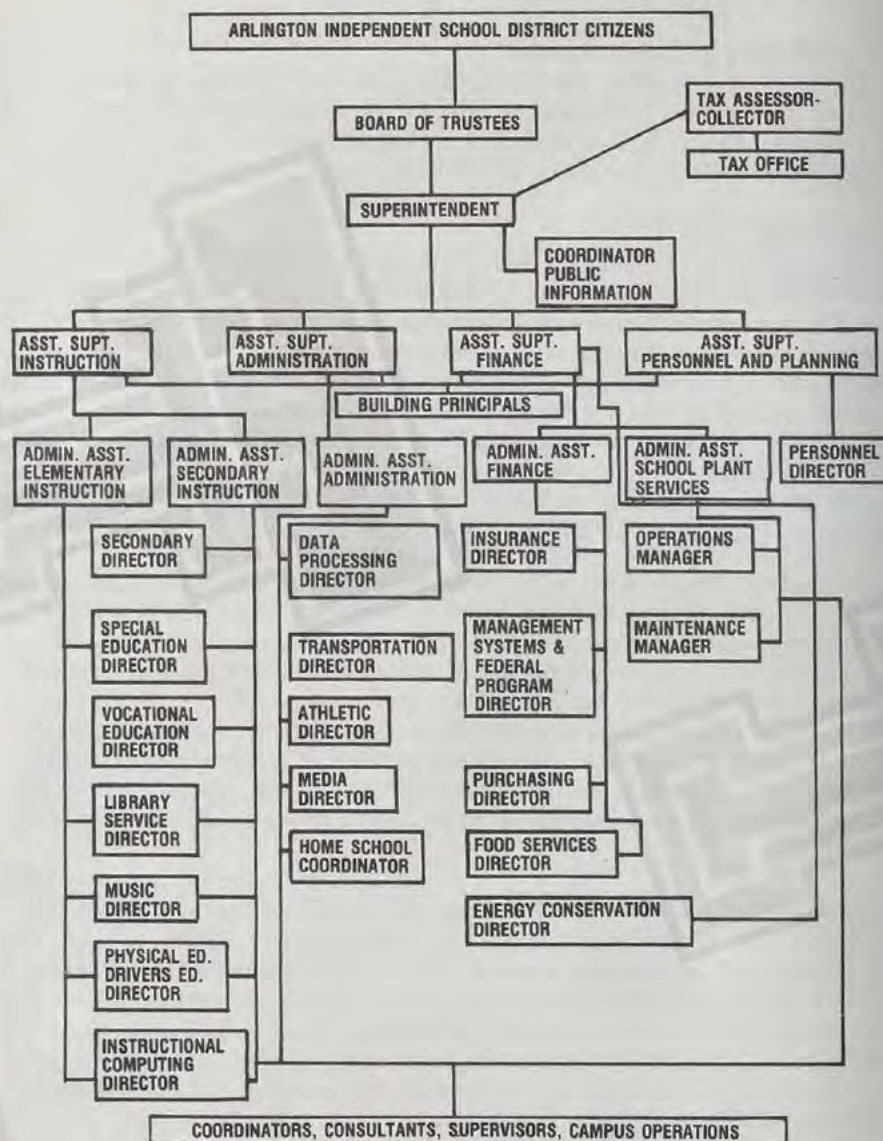 ARLINGTON INDEPENDENT SCHOOL DISTRICT CITIZENS
BOARD OF TRUSTEES
TAX ASSESSOR-
COLLECTOR
TAX OFFICE
SUPERINTENDENT
COORDINATOR
PUBLIC
INFORMATION
ASST. SUPT.
INSTRUCTION
ASST. SUPT.
ADMINISTRATION
ASST. SUPT.
FINANCE
ASST. SUPT.
PERSONNEL AND PLANNING
BUILDING PRINCIPALS
ADMIN. ASST.
ELEMENTARY
INSTRUCTION
ADMIN. ASST.
SECONDARY
INSTRUCTION
ADMIN. ASST.
ADMINISTRATION
ADMIN. ASST.
FINANCE
ADMIN. ASST.
SCHOOL PLANT
SERVICES
PERSONNEL
DIRECTOR
SECONDARY
DIRECTOR
SPECIAL
EDUCATION
DIRECTOR
VOCATIONAL
EDUCATION
DIRECTOR
LIBRARY
SERVICE
DIRECTOR
MUSIC
DIRECTOR
PHYSICAL ED.
DRIVERS ED.
DIRECTOR
INSTRUCTIONAL
COMPUTING
DIRECTOR
DATA
PROCESSING
DIRECTOR
TRANSPORTATION
DIRECTOR
ATHLETIC
DIRECTOR
MEDIA
DIRECTOR
HOME SCHOOL
COORDINATOR
INSURANCE
DIRECTOR
MANAGEMENT
SYSTEMS &
FEDERAL
PROGRAM
DIRECTOR
PURCHASING
DIRECTOR
FOOD SERVICES
DIRECTOR
ENERGY CONSERVATION
DIRECTOR
OPERATIONS
MANAGER
MAINTENANCE
MANAGER
COORDINATORS, CONSULTANTS, SUPERVISORS, CAMPUS OPERATIONS